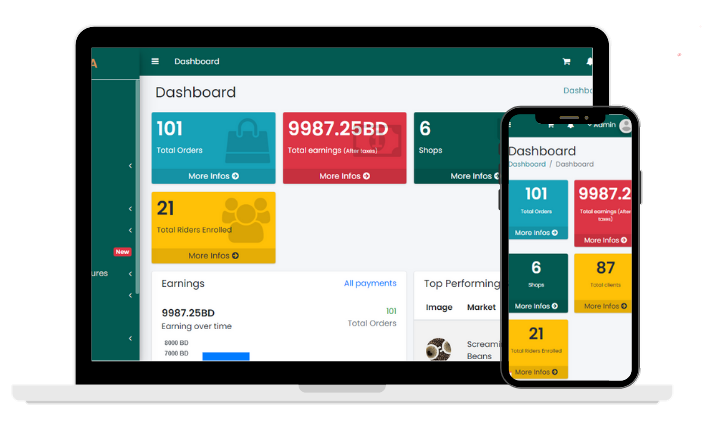 A
Dashboard
Dashboard
Dashbo
101
Total Orders
More Infos
9987.25BD
Total earnings (After taxes)
More Infos
6
Shops
More Infos
21
Total Riders Enrolled
More Infos
New
ures
Earnings
All payments
9987.25BD
Earning over time
101
Total Orders
8000 BD
7000 BD
Top Performing
Image Market
Screami
Beans
Admin
Dashboard
Dashboard / Dashboard
101
Total Orders
More Infos
9987.2
Total earnings (After
taxes)
More Infos
6
Shops
More Infos
87
Total clients
More Infos
21
Total Riders Enrolled
More Infos